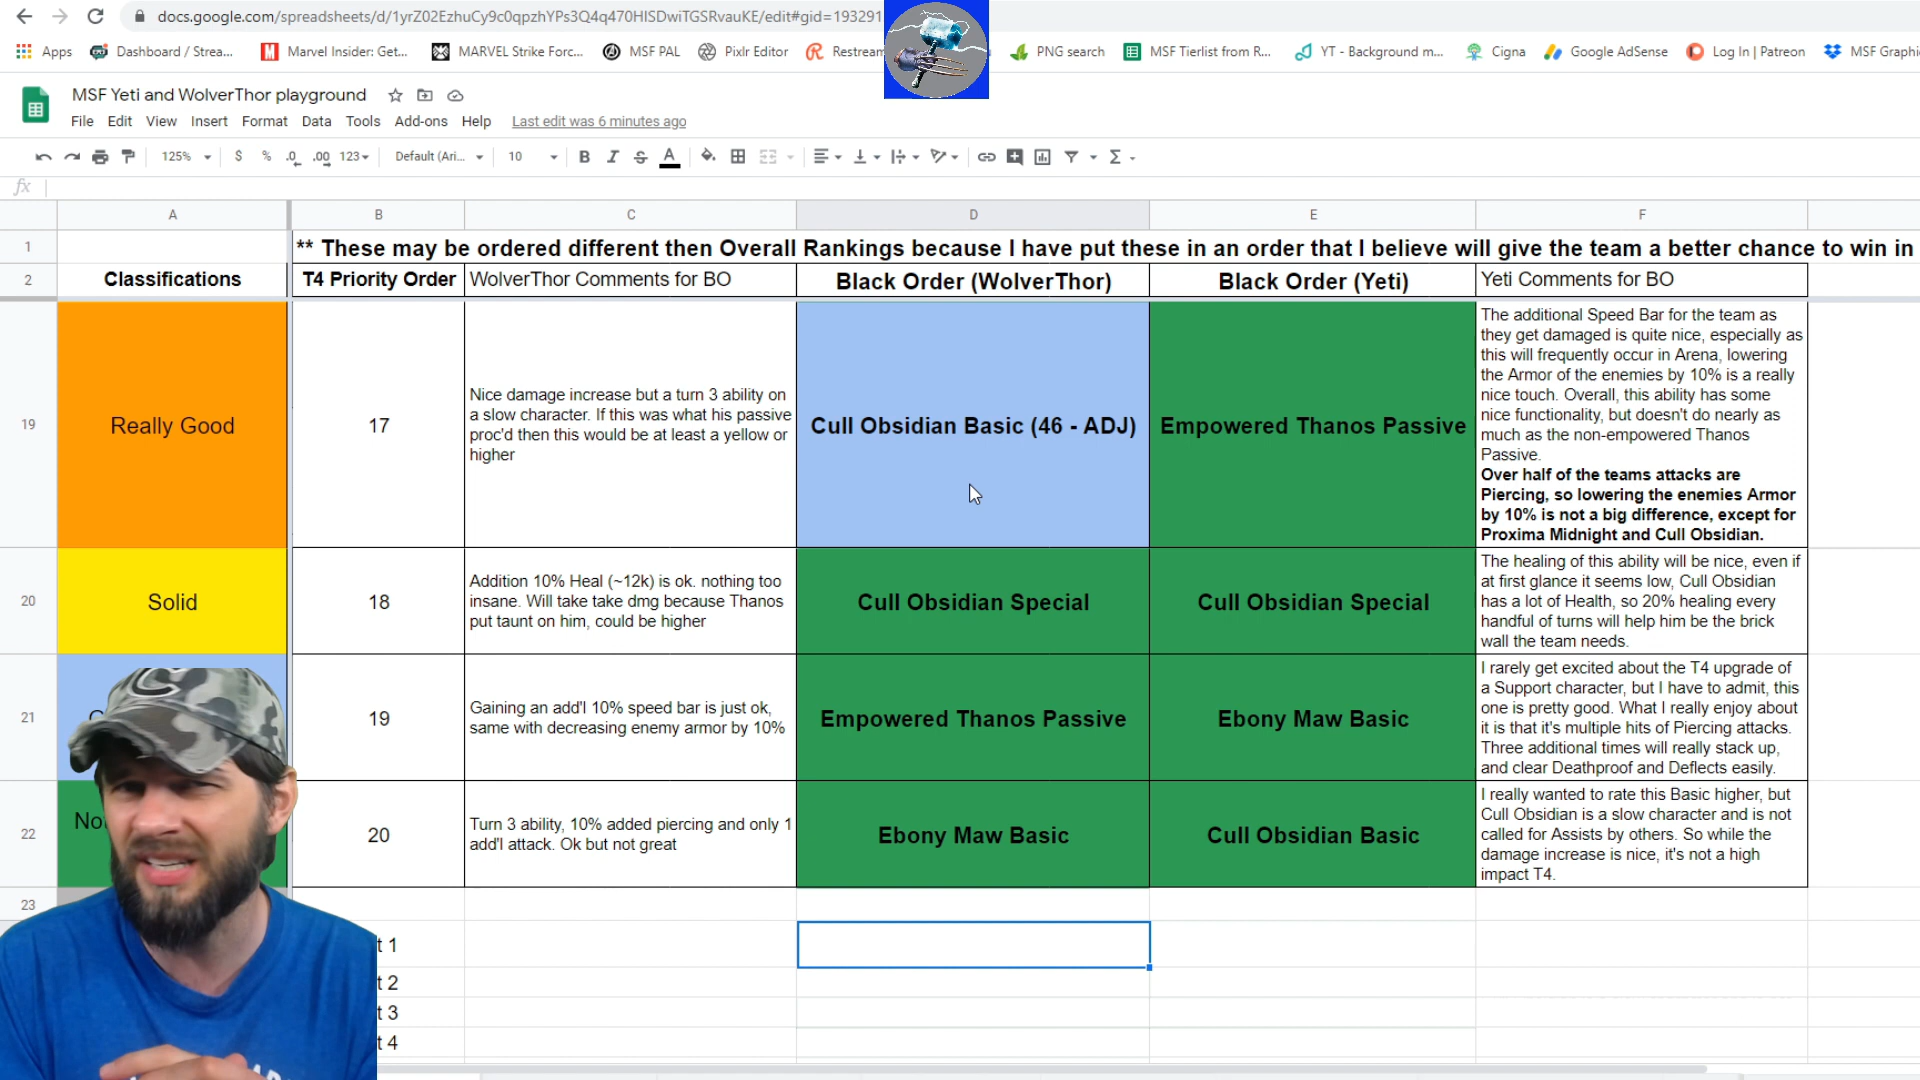 docs.google.com/spreadsheets/d/1yrZ02EzhuCy9c0qpzhYPs3Q4q470HISDwiTGSRvauKE/edit#gid=193291
Apps Dashboard / Strea... Marvel Insider: Get... MARVEL Strike Forc... MSF PAL Pixlr Editor Restream PNG search MSF Tierlist from R... YT - Background m... Cigna Google AdSense Log In | Patreon MSF Graphi
MSF Yeti and WolverThor playground
File Edit View Insert Format Data Tools Add-ons Help Last edit was 6 minutes ago
125% $ % .0 .00 123 Default (Ari... 10 B I S A
fx
A B C D E F
1 ** These may be ordered different then Overall Rankings because I have put these in an order that I believe will give the team a better chance to win in
2 Classifications T4 Priority Order WolverThor Comments for BO Black Order (WolverThor) Black Order (Yeti) Yeti Comments for BO
19
Really Good
17
Nice damage increase but a turn 3 ability on
a slow character. If this was what his passive
proc'd then this would be at least a yellow or
higher
Cull Obsidian Basic (46 - ADJ)
Empowered Thanos Passive
The additional Speed Bar for the team as
they get damaged is quite nice, especially as
this will frequently occur in Arena, lowering
the Armor of the enemies by 10% is a really
nice touch. Overall, this ability has some
nice functionality, but doesn't do nearly as
much as the non-empowered Thanos
Passive.
Over half of the teams attacks are
Piercing, so lowering the enemies Armor
by 10% is not a big difference, except for
Proxima Midnight and Cull Obsidian.
20
Solid
18
Addition 10% Heal (~12k) is ok. nothing too
insane. Will take take dmg because Thanos
put taunt on him, could be higher
Cull Obsidian Special
Cull Obsidian Special
The healing of this ability will be nice, even if
at first glance it seems low, Cull Obsidian
has a lot of Health, so 20% healing every
handful of turns will help him be the brick
wall the team needs.
21
19
Gaining an add'l 10% speed bar is just ok,
same with decreasing enemy armor by 10%
Empowered Thanos Passive
Ebony Maw Basic
I rarely get excited about the T4 upgrade of
a Support character, but I have to admit, this
one is pretty good. What I really enjoy about
it is that it's multiple hits of Piercing attacks.
Three additional times will really stack up,
and clear Deathproof and Deflects easily.
22
20
Turn 3 ability, 10% added piercing and only 1
add'l attack. Ok but not great
Ebony Maw Basic
Cull Obsidian Basic
I really wanted to rate this Basic higher, but
Cull Obsidian is a slow character and is not
called for Assists by others. So while the
damage increase is nice, it's not a high
impact T4.
23
t 1
t 2
t 3
t 4